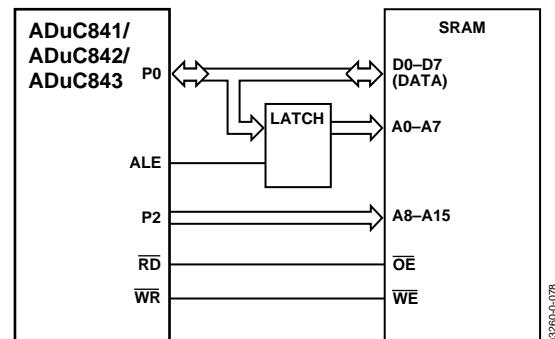 ADuC841/
ADuC842/
ADuC843
SRAM
P0
D0–D7
(DATA)
LATCH
A0–A7
ALE
P2
A8–A15
RD
OE
WR
WE
3260-0-078